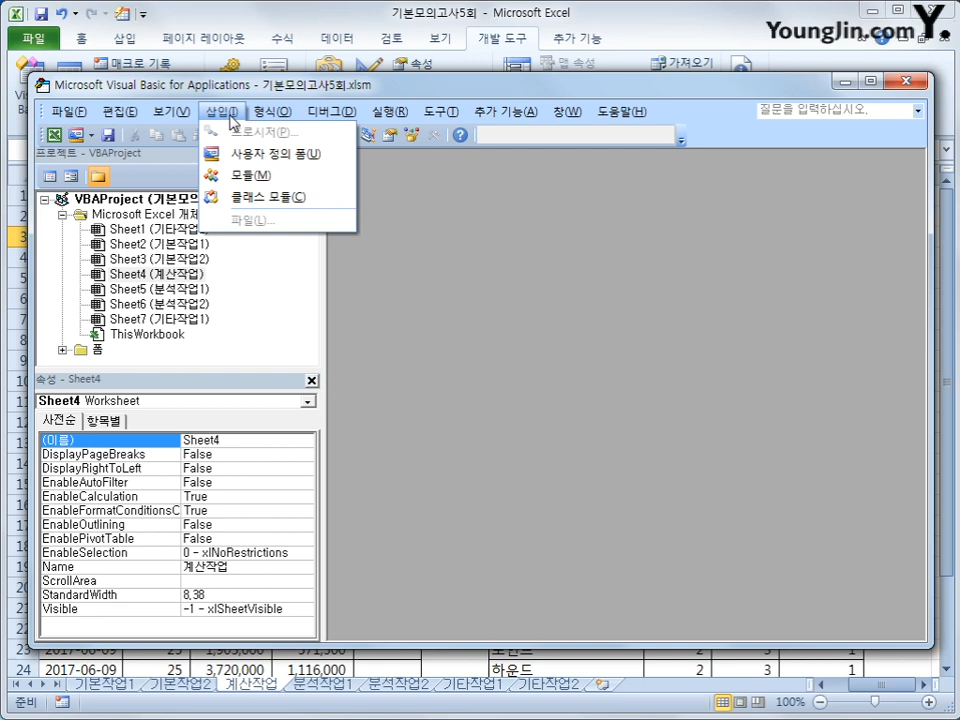 기본모의고사5회 - Microsoft Excel
Younglin.com Y.
파일 홈 삽입 페이지 레이아웃 수식 데이터 검토 보기 개발 도구 추가 기능
매크로 기록 속성 맵 속성 가져오기
Microsoft Visual Basic for Applications - 기본모의고사5회.xlsm
파일(F) 편집(E) 보기(V) 삽입(I) 형식(O) 디버그(D) 실행(R) 도구(T) 추가 기능(A) 창(W) 도움말(H) 질문을 입력하십시오.
프로시저(P)...
사용자 정의 폼(U)
모듈(M)
클래스 모듈(C)
파일(L)...
프로젝트 - VBAProject
VBAProject (기본모의
Microsoft Excel 개체
Sheet1 (기타작업2)
Sheet2 (기본작업1)
Sheet3 (기본작업2)
Sheet4 (계산작업)
Sheet5 (분석작업1)
Sheet6 (분석작업2)
Sheet7 (기타작업1)
ThisWorkbook
폼
속성 - Sheet4
Sheet4 Worksheet
사전순 항목별
(이름) Sheet4
DisplayPageBreaks False
DisplayRightToLeft False
EnableAutoFilter False
EnableCalculation True
EnableFormatConditionsC True
EnableOutlining False
EnablePivotTable False
EnableSelection 0 - xlNoRestrictions
Name 계산작업
ScrollArea
StandardWidth 8,38
Visible -1 - xlSheetVisible
24 2017-06-09 25 3,720,000 1,116,000 하운드 2 3 1
기본작업1 기본작업2 계산작업 분석작업1 분석작업2 기타작업1 기타작업2
준비 100%